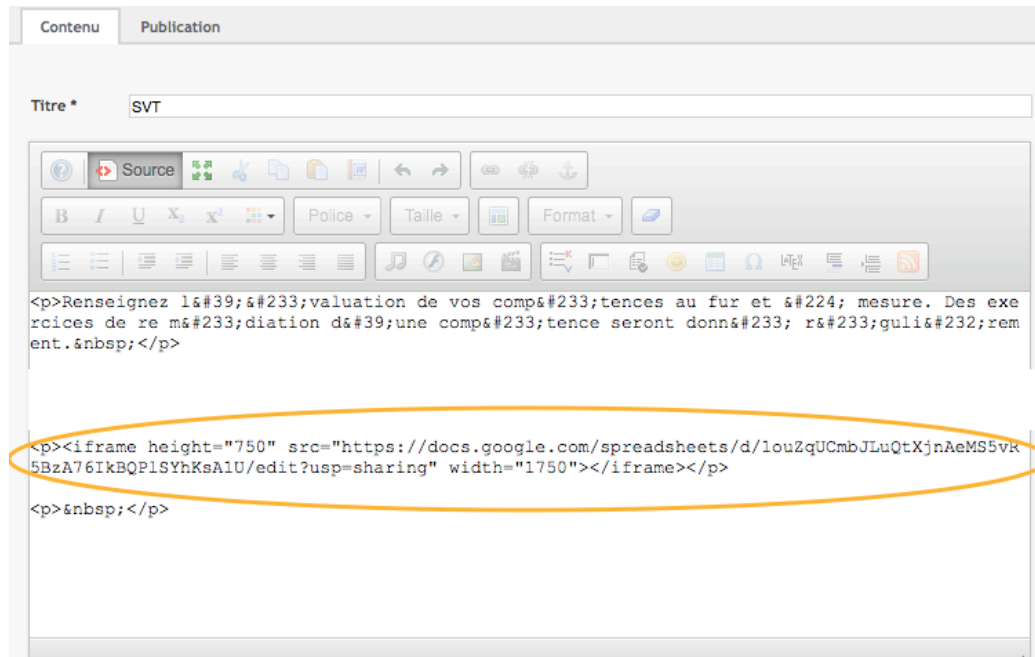 Contenu Publication
Titre * SVT
Source
B I U X₂ X² Police Taille Format
Ω LATEX
<p>Renseignez l&#39;&#233;valuation de vos comp&#233;tences au fur et &#224; mesure. Des exe
rcices de re m&#233;diation d&#39;une comp&#233;tence seront donn&#233; r&#233;guli&#232;rem
ent.&nbsp;</p>
<p><iframe height="750" src="https://docs.google.com/spreadsheets/d/1ouZqUCmbJLuQtXjnAeMS5vR
5BzA76IkBQPlSYhKsA1U/edit?usp=sharing" width="1750"></iframe></p>
<p>&nbsp;</p>